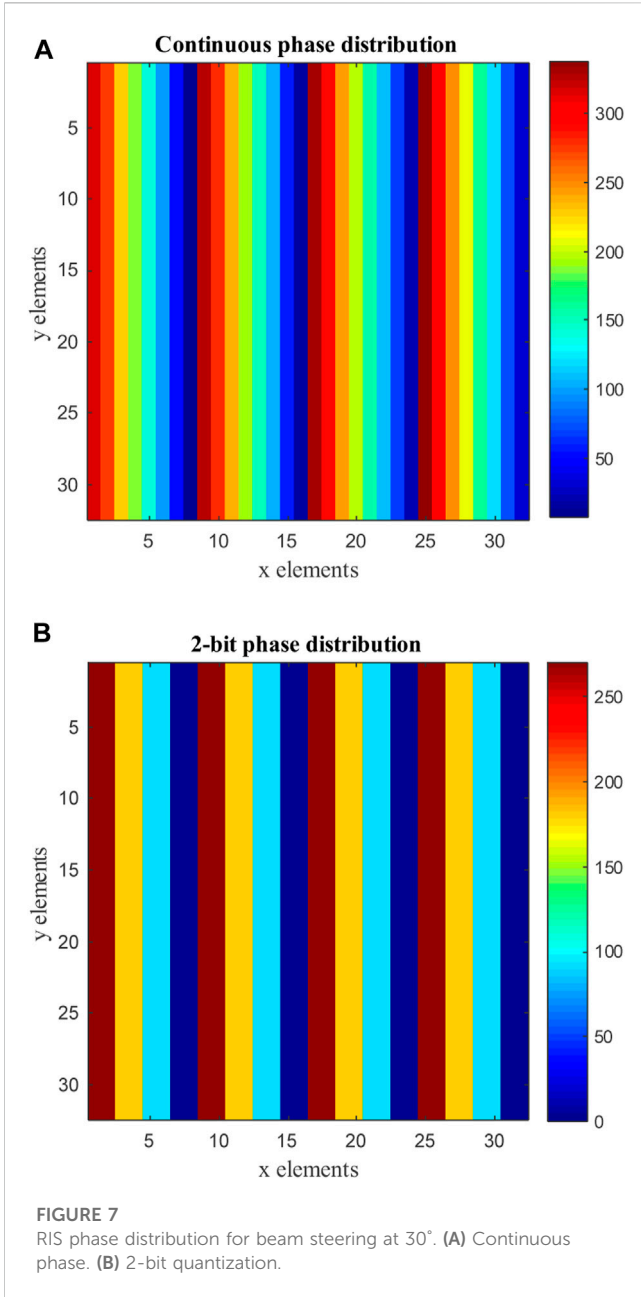 A
Continuous phase distribution
5
10
15
20
25
30
y elements
5 10 15 20 25 30
x elements
300
250
200
150
100
50
B
2-bit phase distribution
5
10
15
20
25
30
y elements
5 10 15 20 25 30
x elements
250
200
150
100
50
0
FIGURE 7
RIS phase distribution for beam steering at 30°. (A) Continuous
phase. (B) 2-bit quantization.